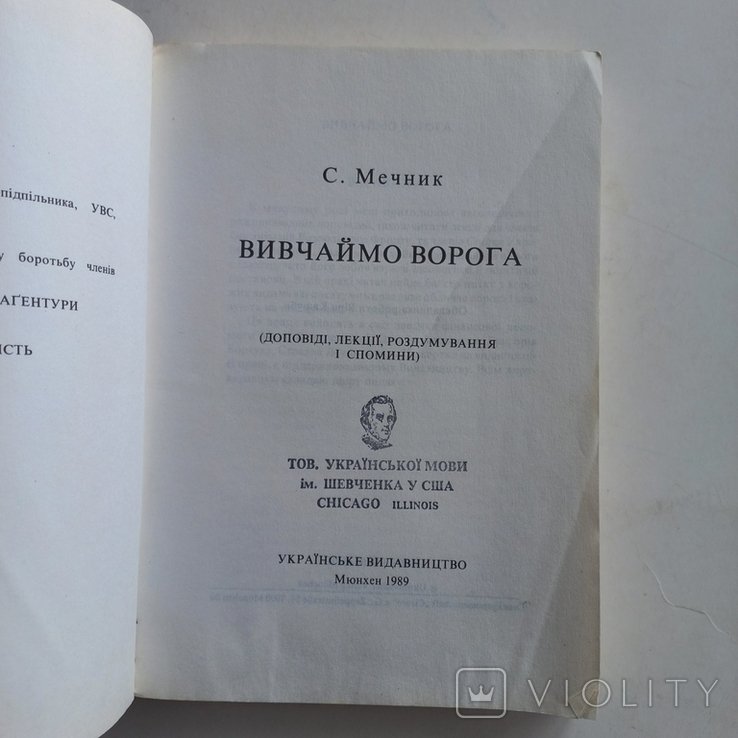 підпільника, УВС,
у боротьбу членів
АҐЕНТУРИ
ІСТЬ
С. Мечник
ВИВЧАЙМО ВОРОГА
(ДОПОВІДІ, ЛЕКЦІЇ, РОЗДУМУВАННЯ
І СПОМИНИ)
ТОВ. УКРАЇНСЬКОЇ МОВИ
ім. ШЕВЧЕНКА У США
CHICAGO ILLINOIS
УКРАЇНСЬКЕ ВИДАВНИЦТВО
Мюнхен 1989
VIOLITY